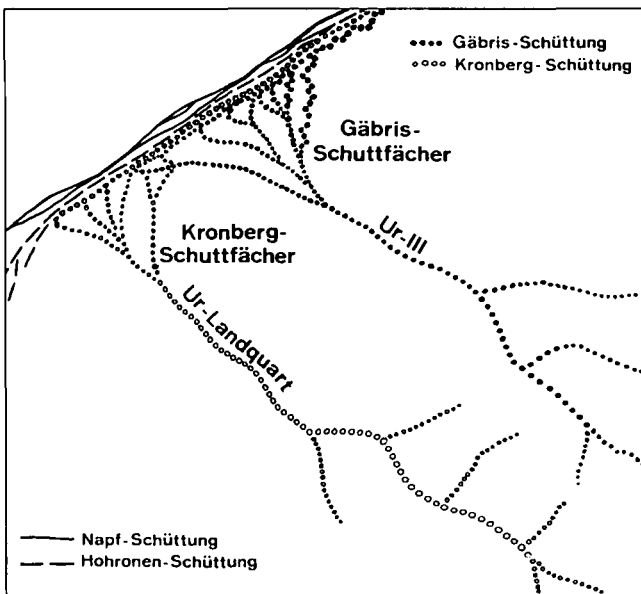 Gäbris-Schüttung
Kronberg-Schüttung
Gäbris-
Schuttfächer
Ur-III
Kronberg-
Schuttfächer
Ur-Landquart
Napf-Schüttung
Hohronen-Schüttung